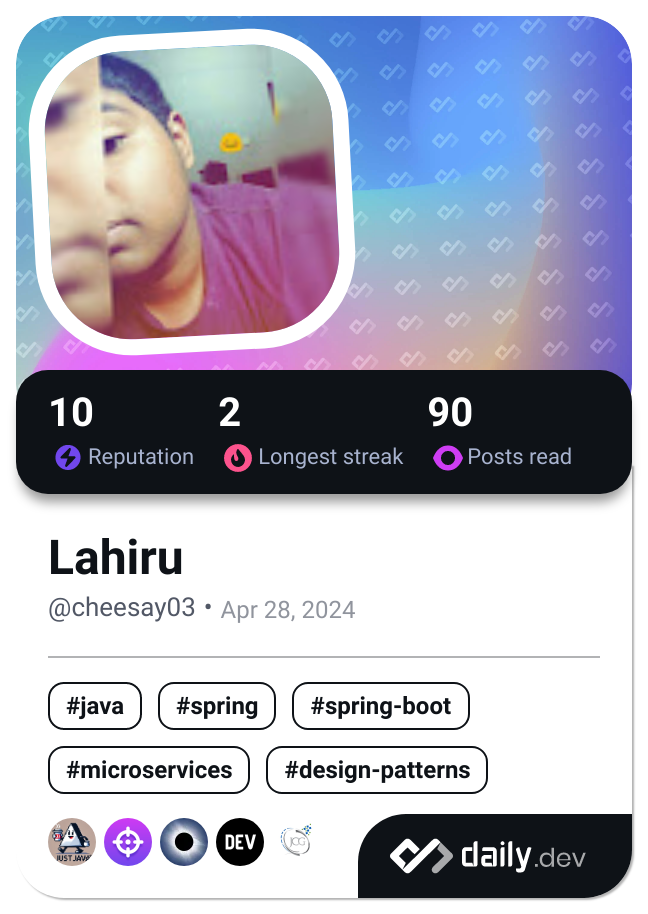 10 2 90
Reputation Longest streak Posts read
Lahiru
@cheesay03 • Apr 28, 2024
#java #spring #spring-boot
#microservices #design-patterns
JUST JAVA DEV JCG
daily.dev